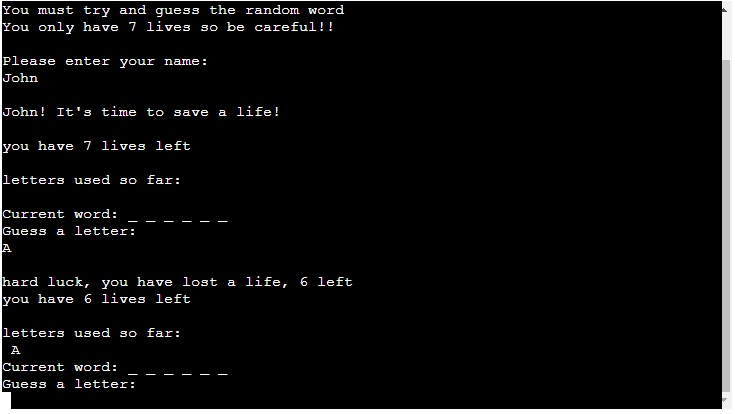 You must try and guess the random word
You only have 7 lives so be careful!!
Please enter your name:
John
John! It's time to save a life!
you have 7 lives left
letters used so far:
Current word: _ _ _ _ _ _
Guess a letter:
A
hard luck, you have lost a life, 6 left
you have 6 lives left
letters used so far:
A
Current word: _ _ _ _ _ _
Guess a letter: